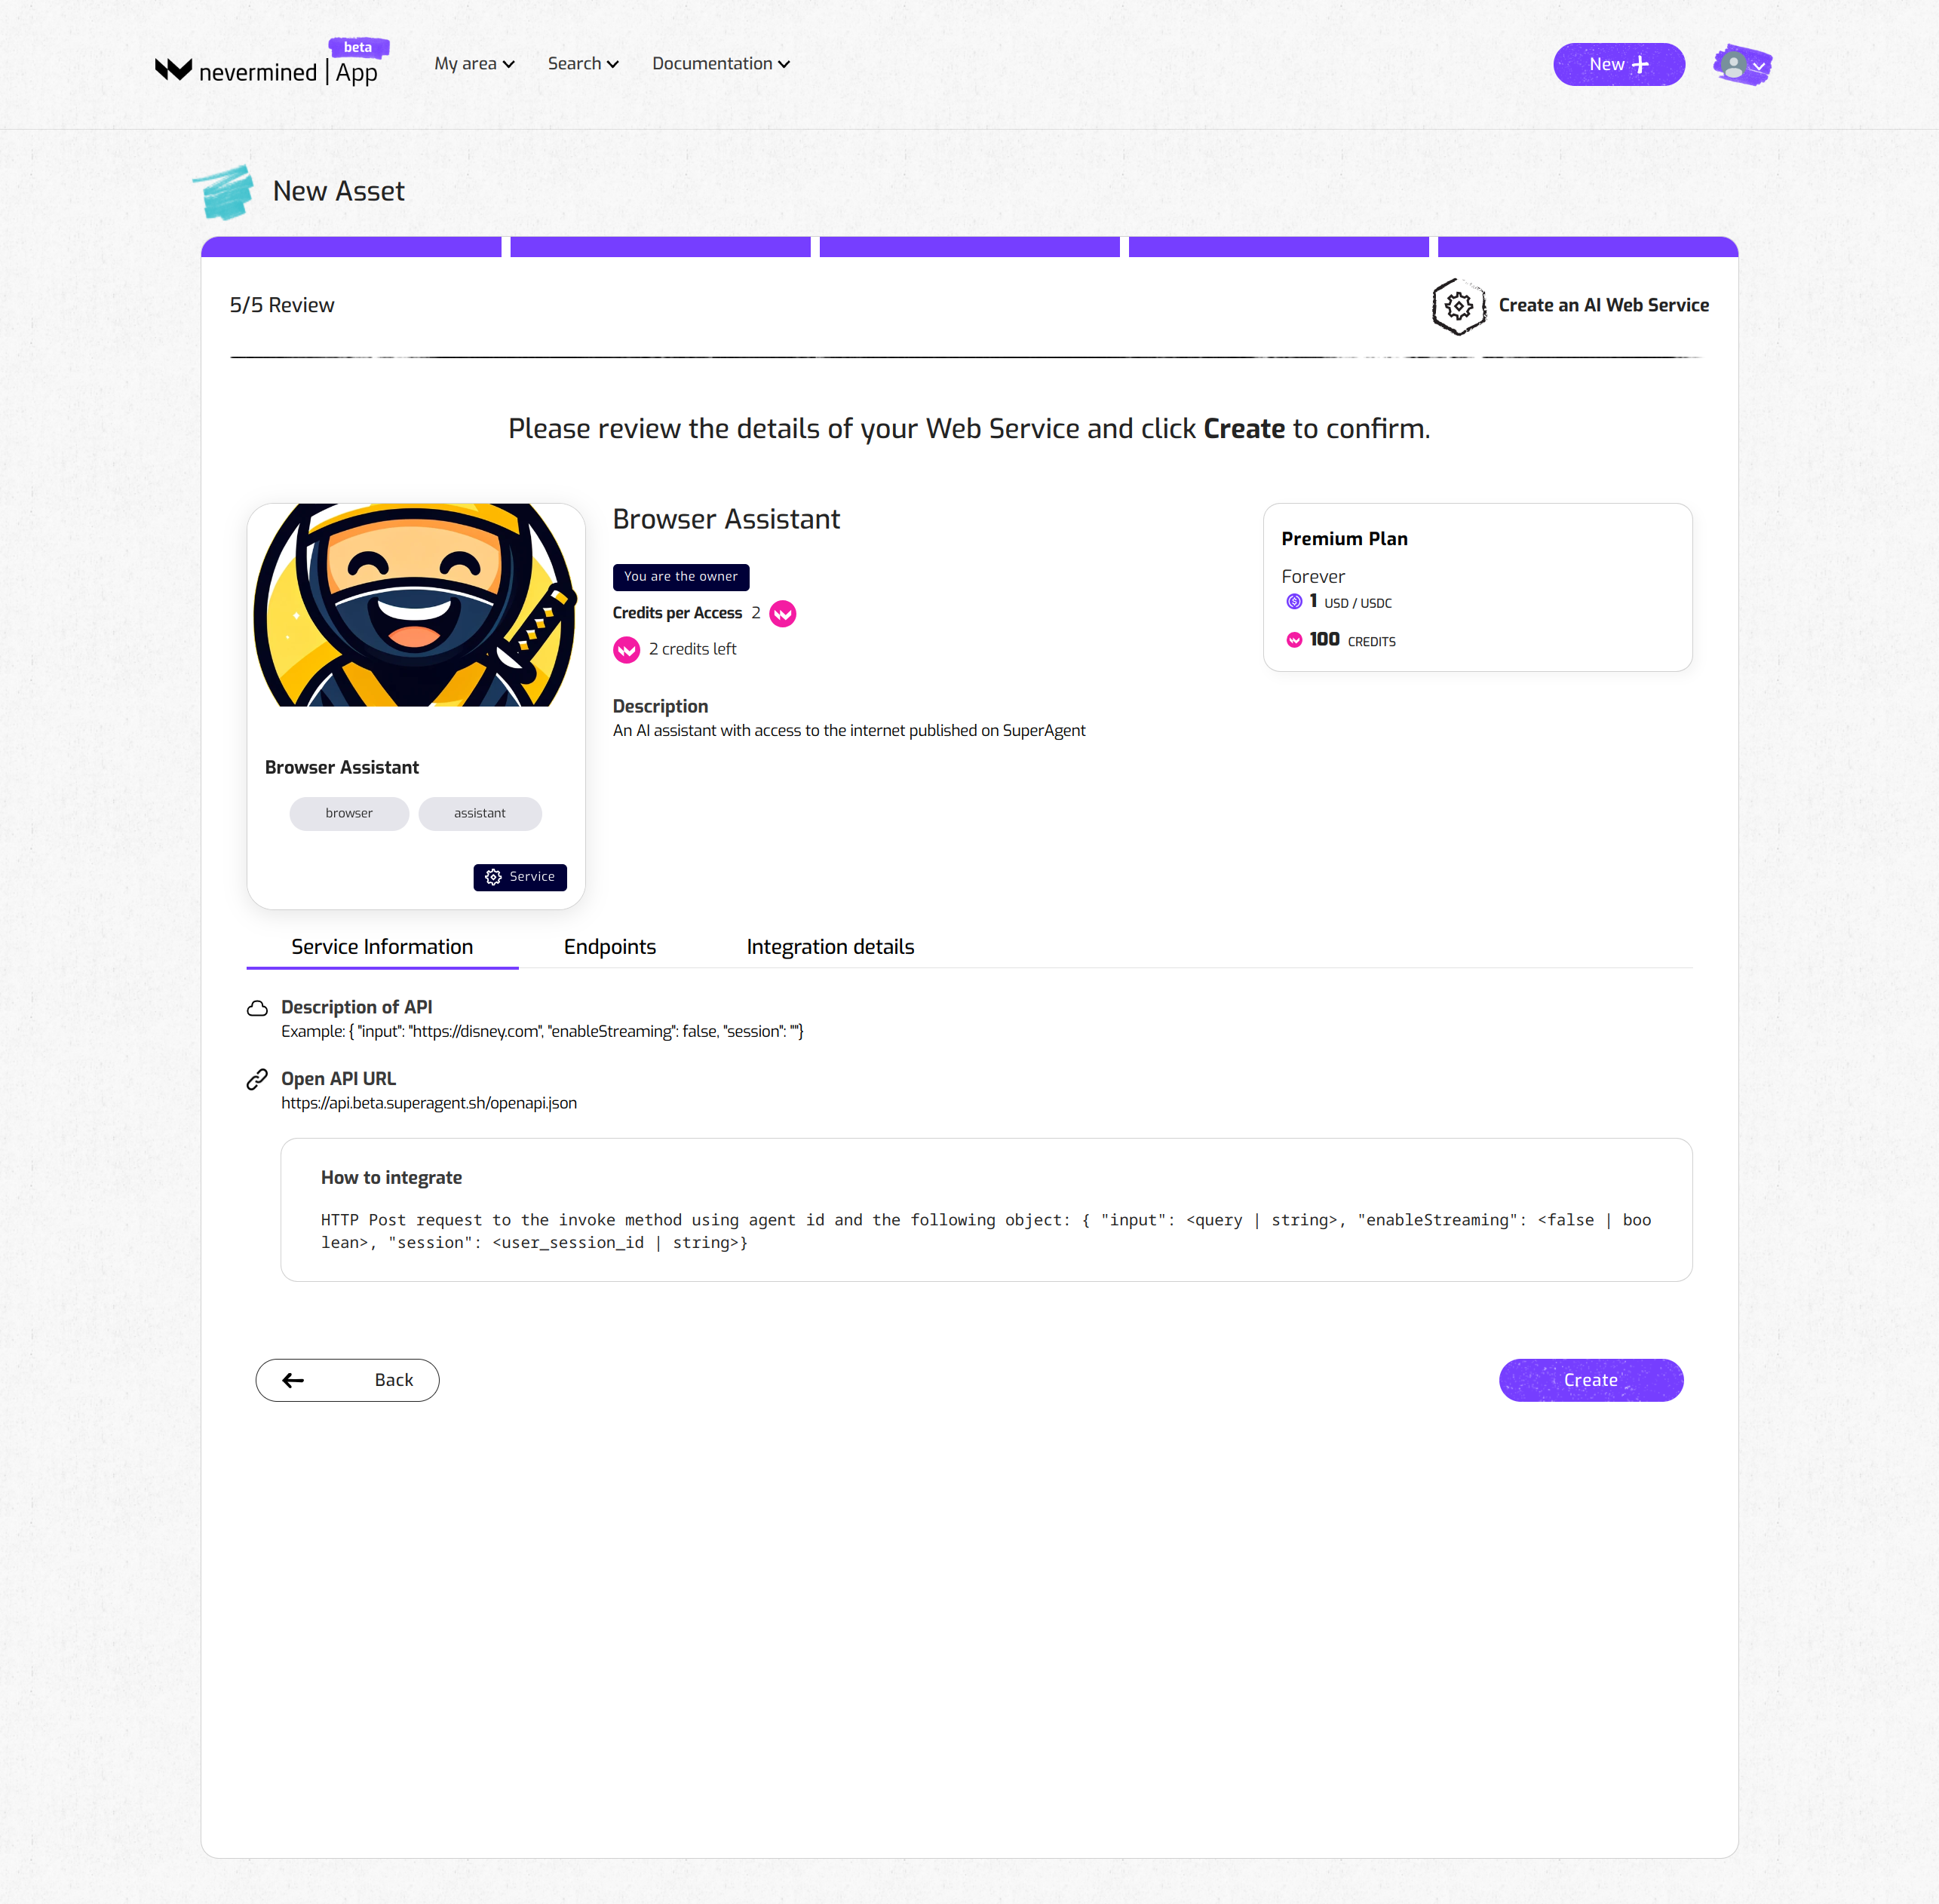 beta
nevermined | App
My area
Search
Documentation
New
New Asset
5/5 Review
Create an AI Web Service
Please review the details of your Web Service and click Create to confirm.
Browser Assistant
You are the owner
Credits per Access 2
2 credits left
Description
An AI assistant with access to the internet published on SuperAgent
Premium Plan
Forever
1 USD / USDC
100 CREDITS
Browser Assistant
browser
assistant
Service
Service Information
Endpoints
Integration details
Description of API
Example: { "input": "https://disney.com", "enableStreaming": false, "session": ""}
Open API URL
https://api.beta.superagent.sh/openapi.json
How to integrate
HTTP Post request to the invoke method using agent id and the following object: { "input": <query | string>, "enableStreaming": <false | boo
lean>, "session": <user_session_id | string>}
Back
Create